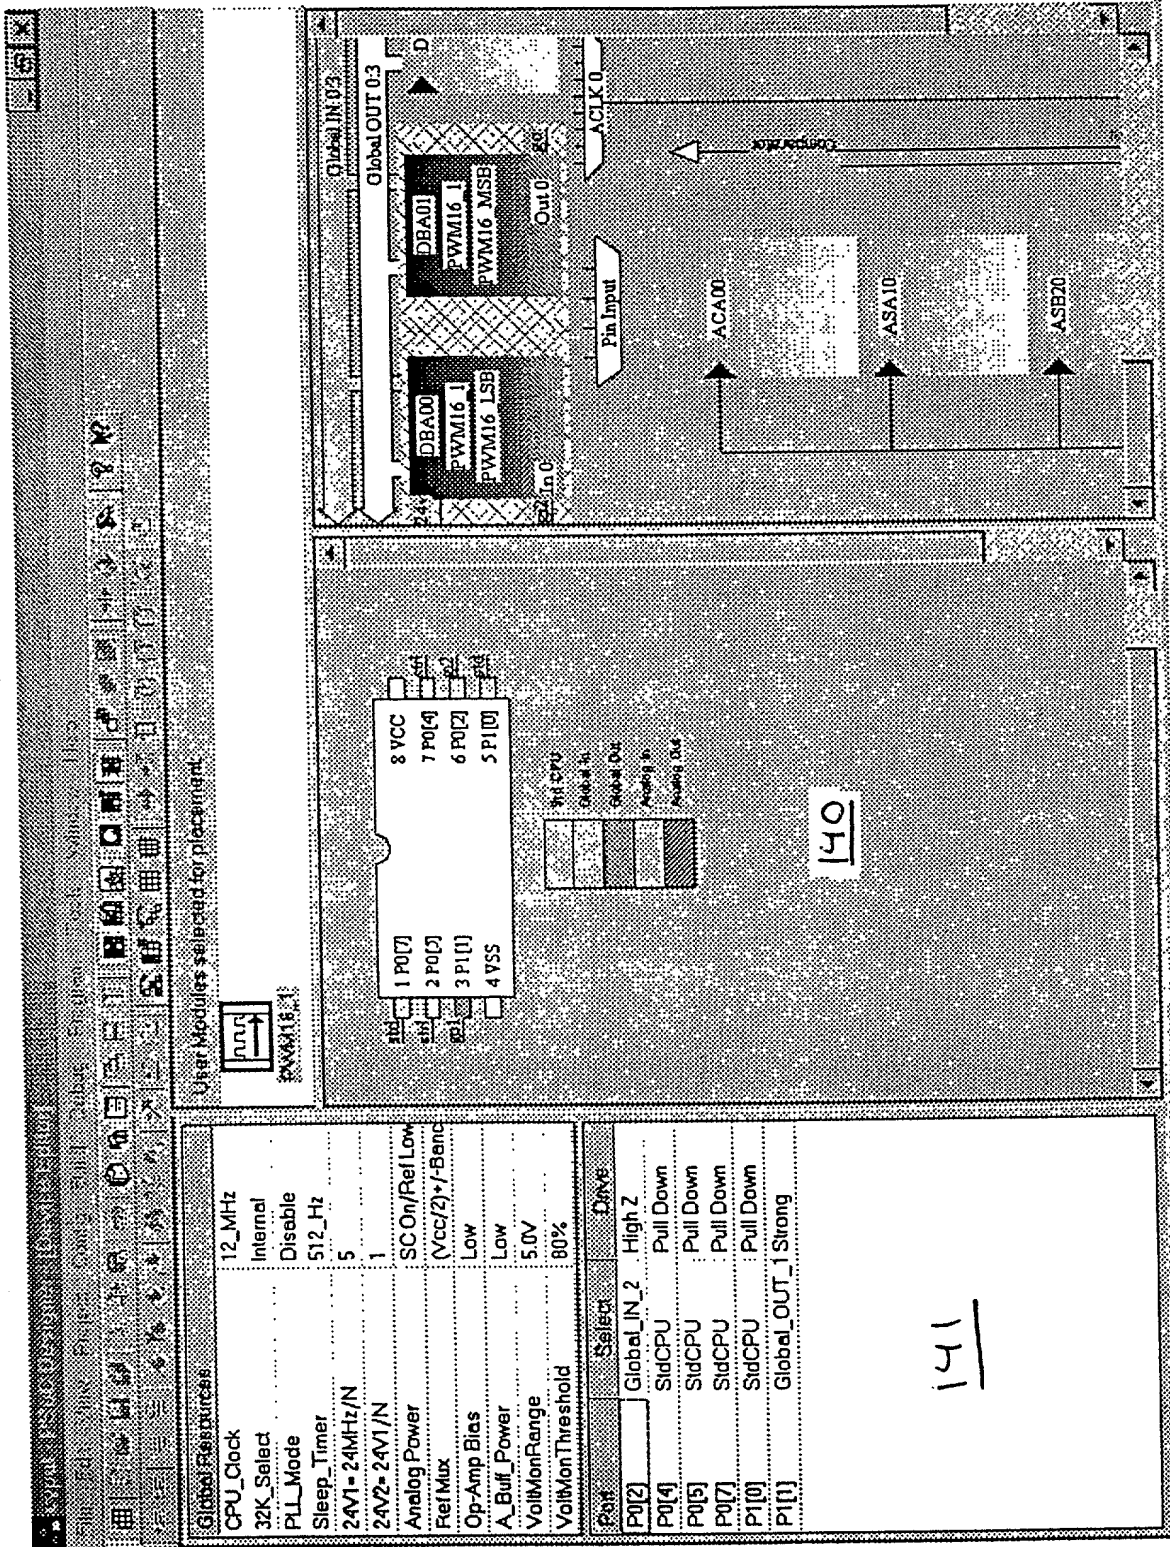 User Modules selected for placement
PWM16_1
Global Resources
CPU_Clock 12_MHz
32K_Select Internal
PLL_Mode Disable
Sleep_Timer 512_Hz
24V1= 24MHz/N 5
24V2= 24V1/N 1
Analog Power SC On/Ref Low
Ref Mux (Vcc/2)+/-Banc
Op-Amp Bias Low
A_Buff_Power Low
VoltMonRange 5.0V
VoltMonThreshold 80%
Port Select Drive
P0[2] Global_IN_2 High Z
P0[4] StdCPU Pull Down
P0[5] StdCPU Pull Down
P0[7] StdCPU Pull Down
P1[0] StdCPU Pull Down
P1[1] Global_OUT_1 Strong
141
1 P0[7] 8 VCC
2 P0[5] 7 P0[4]
3 P1[1] 6 P0[2]
4 VSS 5 P1[0]
Std CPU
Global In
Global Out
Analog In
Analog Out
140
Global IN 0:3
Global OUT 0:3
DBA00
PWM16_1
PWM16_LSB
In 0
DBA01
PWM16_1
PWM16_MSB
Out 0
D
Pin Input
ACLK 0
Comparator
ACA00
ASA10
ASB20